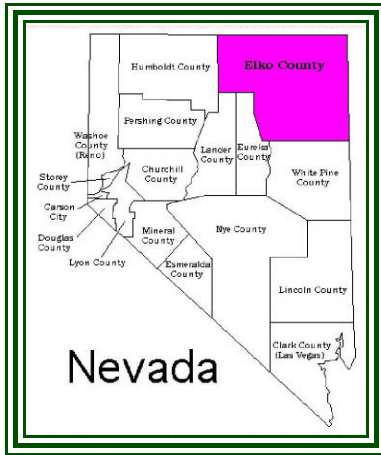 Humboldt County
Elko County
Pershing County
Washoe
County
(Reno)
Lander
County
Eureka
County
Storey
County
Churchill
County
White Pine
County
Carson
City
Douglas
County
Lyon County
Mineral
County
Nye County
Esmeralda
County
Lincoln County
Clark County
(Las Vegas)
Nevada